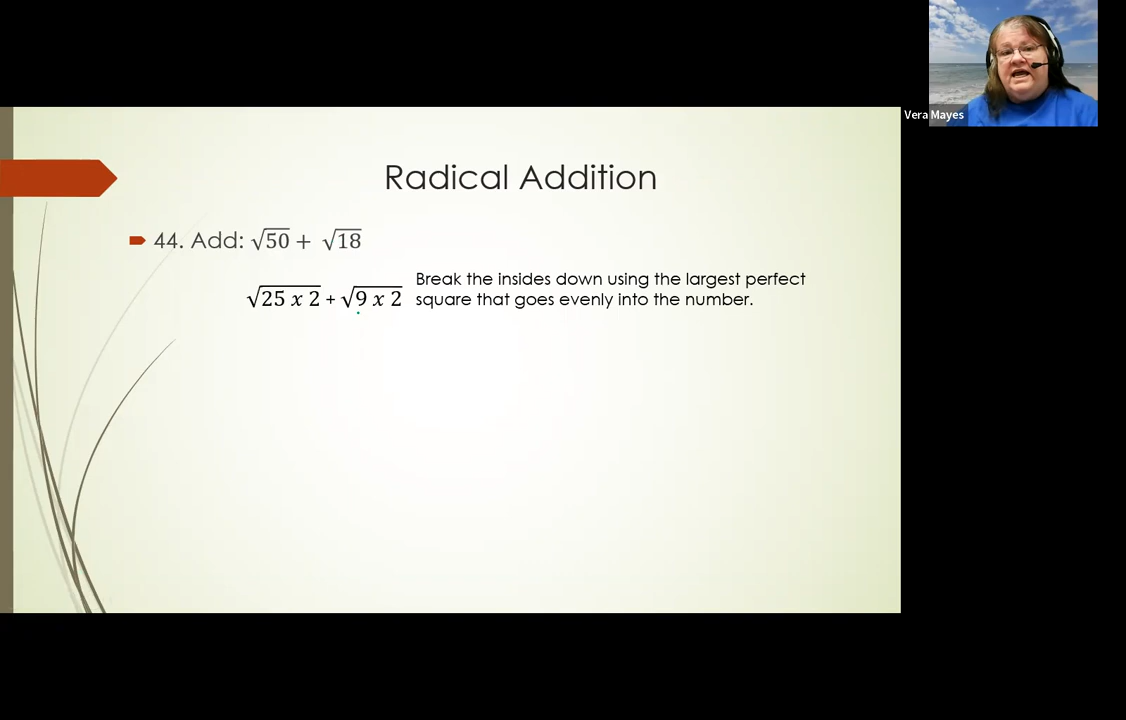 Vera Mayes
Radical Addition
44. Add: √50 + √18
√25 x 2 + √9 x 2
Break the insides down using the largest perfect
square that goes evenly into the number.